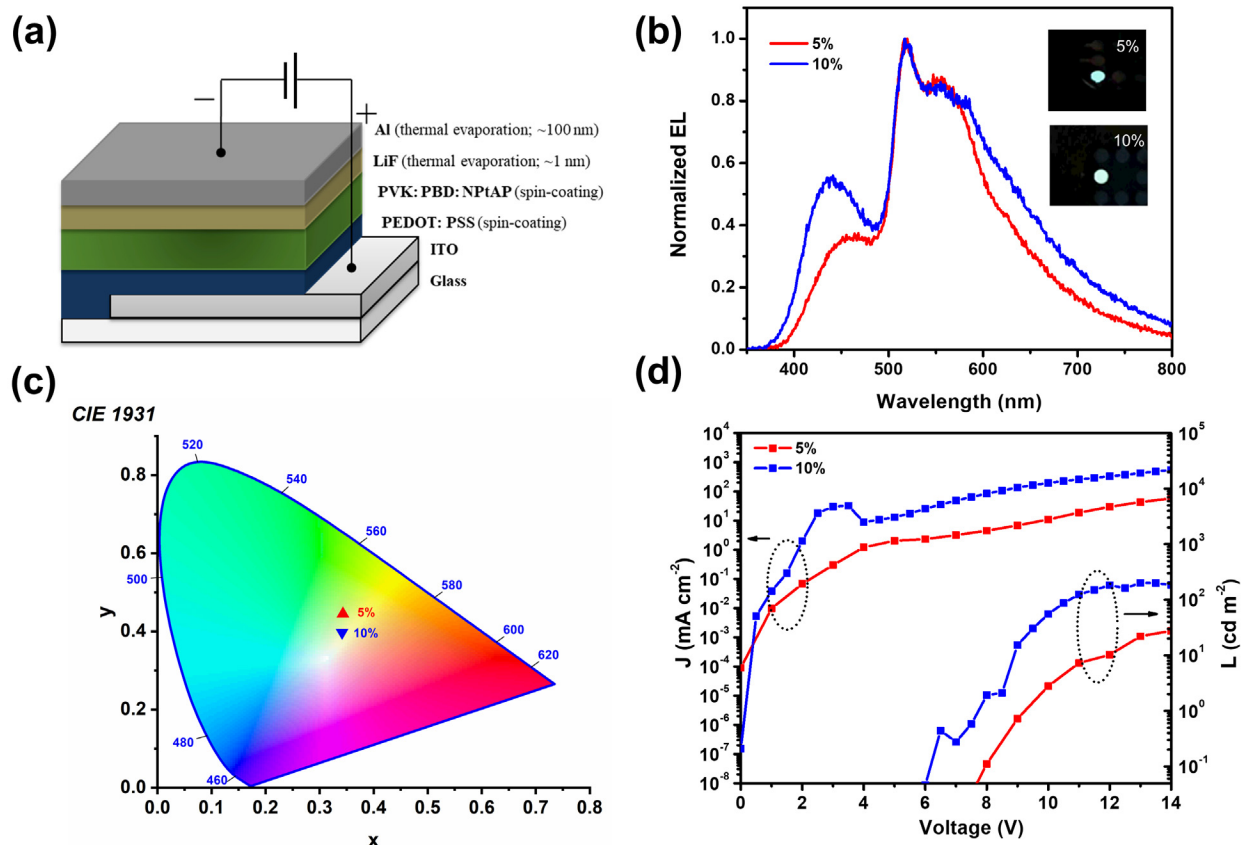 (a)
−
+
Al (thermal evaporation; ~100 nm)
LiF (thermal evaporation; ~1 nm)
PVK: PBD: NPtAP (spin-coating)
PEDOT: PSS (spin-coating)
ITO
Glass
(b)
5%
10%
5%
10%
Normalized EL
1.0
0.8
0.6
0.4
0.2
0.0
400 500 600 700 800
Wavelength (nm)
(c)
CIE 1931
y
0.8
0.6
0.4
0.2
0.0
520
540
560
580
600
620
500
480
460
5%
10%
0.0 0.1 0.2 0.3 0.4 0.5 0.6 0.7 0.8
x
(d)
5%
10%
J (mA cm⁻²)
10⁴
10³
10²
10¹
10⁰
10⁻¹
10⁻²
10⁻³
10⁻⁴
10⁻⁵
10⁻⁶
10⁻⁷
10⁻⁸
L (cd m⁻²)
10⁵
10⁴
10³
10²
10¹
10⁰
10⁻¹
0 2 4 6 8 10 12 14
Voltage (V)